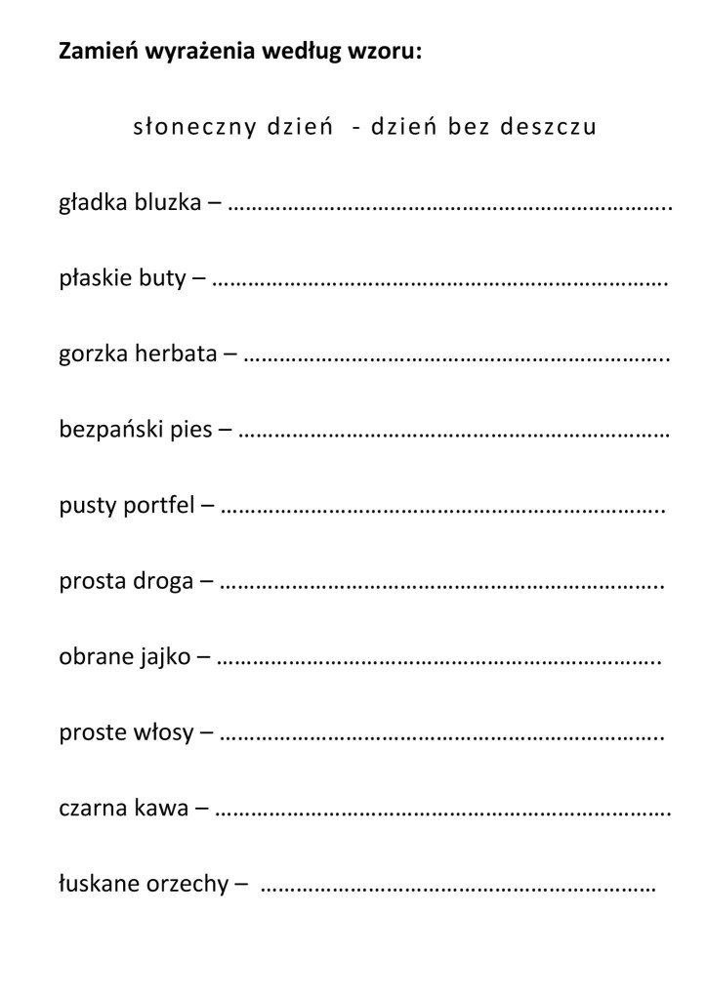 Zamień wyrażenia według wzoru:
słoneczny dzień - dzień bez deszczu
gładka bluzka – ………………………………………………………………..
płaskie buty – ………………………………………………………………….
gorzka herbata – ……………………………………………………………..
bezpański pies – ………………………………………………………………
pusty portfel – ………………………………………………………………..
prosta droga – ………………………………………………………………..
obrane jajko – ………………………………………………………………..
proste włosy – ………………………………………………………………..
czarna kawa – ………………………………………………………………….
łuskane orzechy – …………………………………………………………